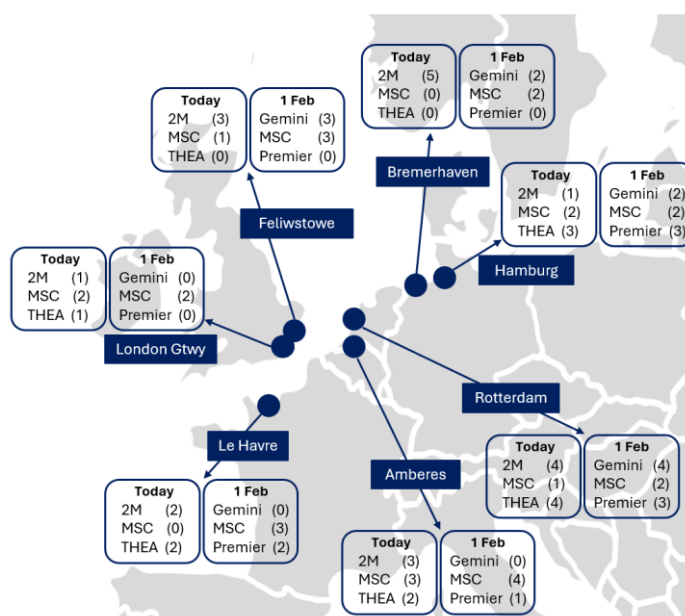 Today
2M (5)
MSC (0)
THEA (0)
1 Feb
Gemini (2)
MSC (2)
Premier (0)
Bremerhaven
Today
2M (3)
MSC (1)
THEA (0)
1 Feb
Gemini (3)
MSC (3)
Premier (0)
Feliwstowe
Today
2M (1)
MSC (2)
THEA (3)
1 Feb
Gemini (2)
MSC (2)
Premier (3)
Hamburg
Today
2M (1)
MSC (2)
THEA (1)
1 Feb
Gemini (0)
MSC (2)
Premier (0)
London Gtwy
Rotterdam
Today
2M (4)
MSC (1)
THEA (4)
1 Feb
Gemini (4)
MSC (2)
Premier (3)
Le Havre
Today
2M (2)
MSC (0)
THEA (2)
1 Feb
Gemini (0)
MSC (3)
Premier (2)
Amberes
Today
2M (3)
MSC (3)
THEA (2)
1 Feb
Gemini (0)
MSC (4)
Premier (1)